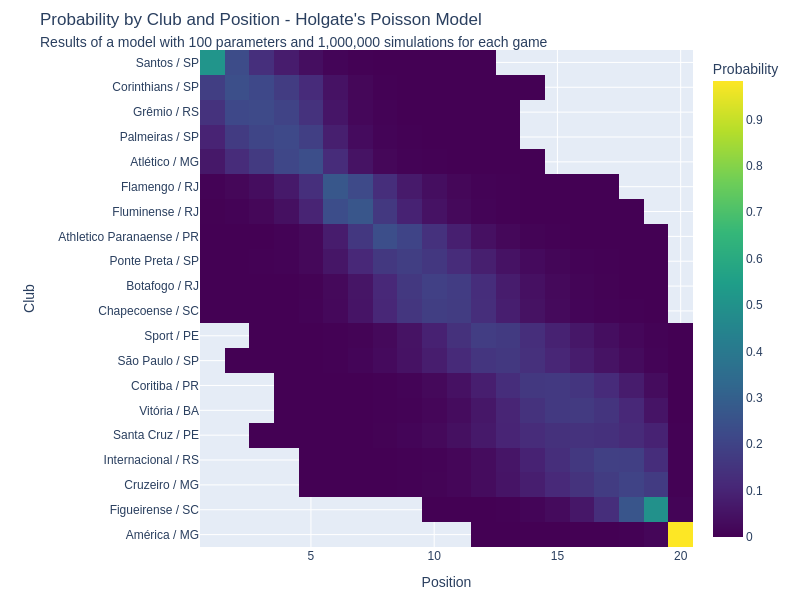 Probability by Club and Position - Holgate's Poisson Model
Results of a model with 100 parameters and 1,000,000 simulations for each game
Probability
Santos / SP
Corinthians / SP
Grêmio / RS
Palmeiras / SP
Atlético / MG
Flamengo / RJ
Fluminense / RJ
Athletico Paranaense / PR
Ponte Preta / SP
Botafogo / RJ
Chapecoense / SC
Sport / PE
São Paulo / SP
Coritiba / PR
Vitória / BA
Santa Cruz / PE
Internacional / RS
Cruzeiro / MG
Figueirense / SC
América / MG
Club
5
10
15
20
Position
0.9
0.8
0.7
0.6
0.5
0.4
0.3
0.2
0.1
0